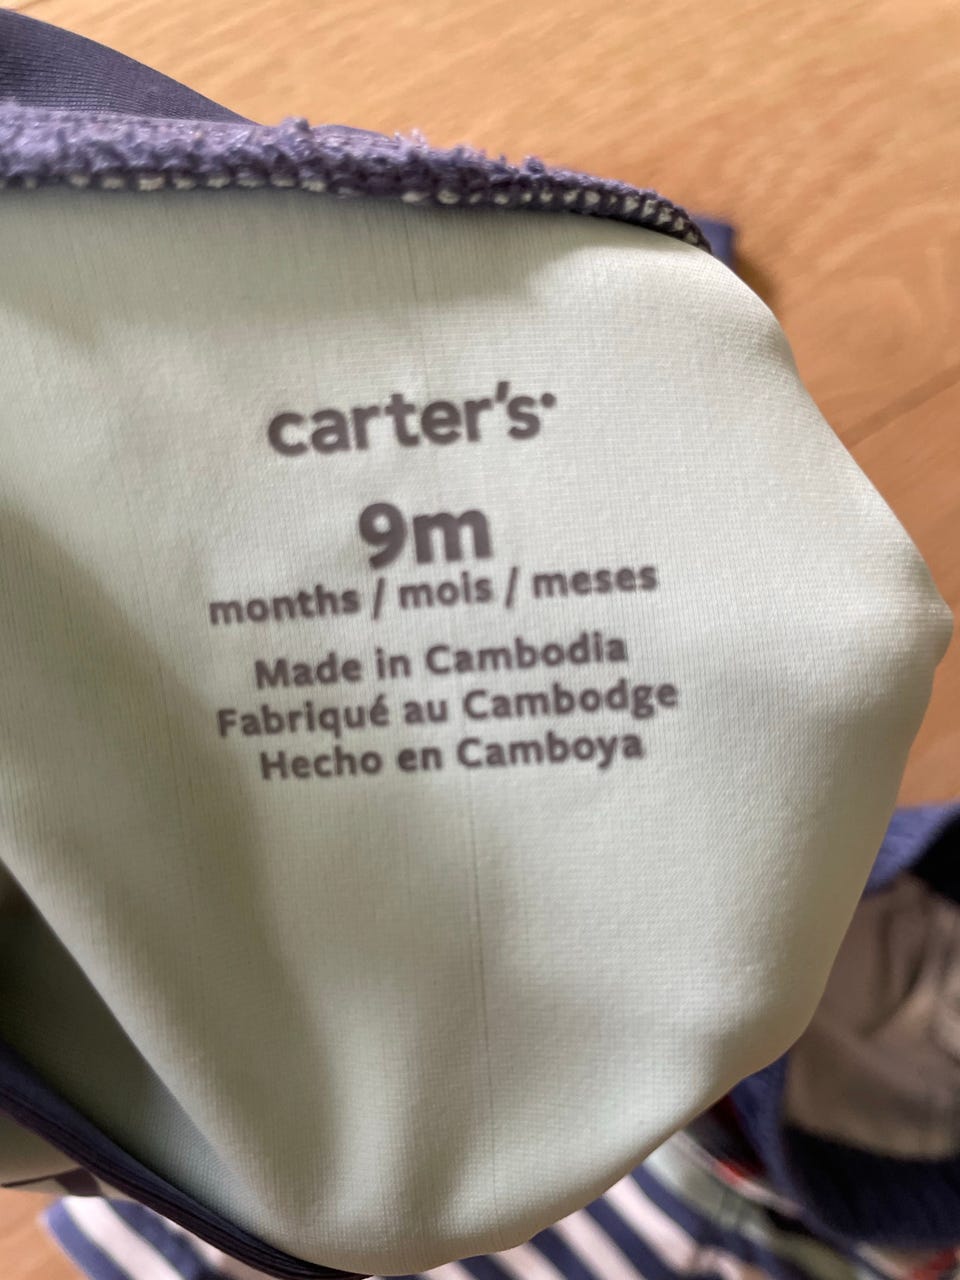 carter's
9m
months / mois / meses
Made in Cambodia
Fabriqué au Cambodge
Hecho en Camboya